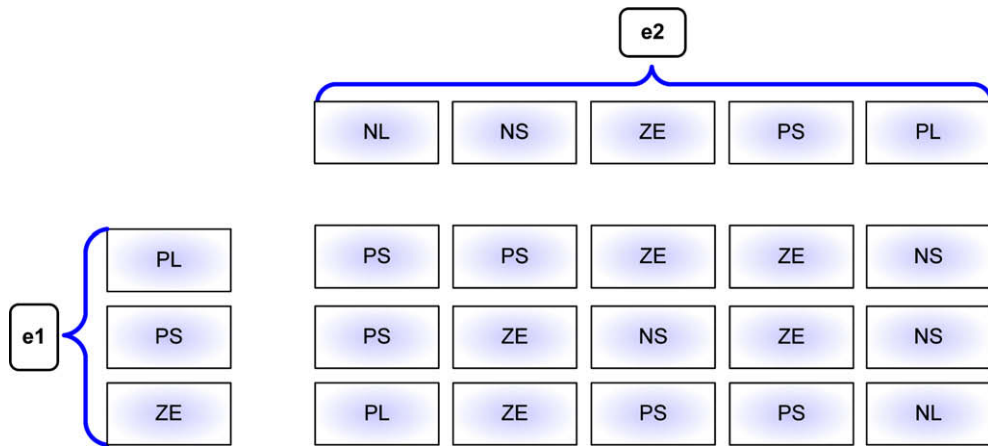 e2
NL NS ZE PS PL
PL PS PS ZE ZE NS
e1
PS PS ZE NS ZE NS
ZE PL ZE PS PS NL